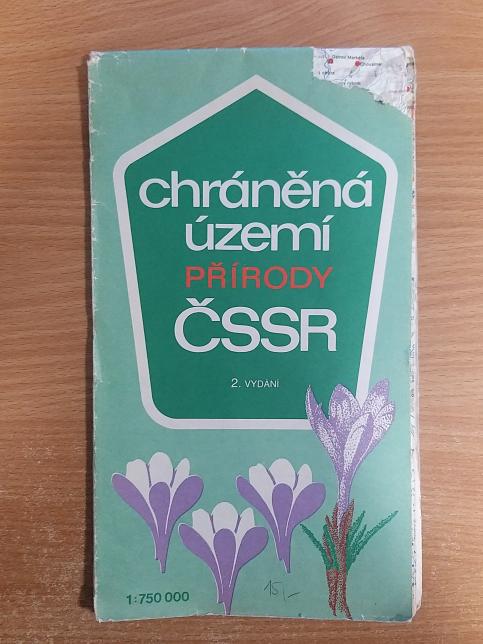 chráněná
území
PŘÍRODY
ČSSR
2. VYDÁNÍ
1:750 000
15,-